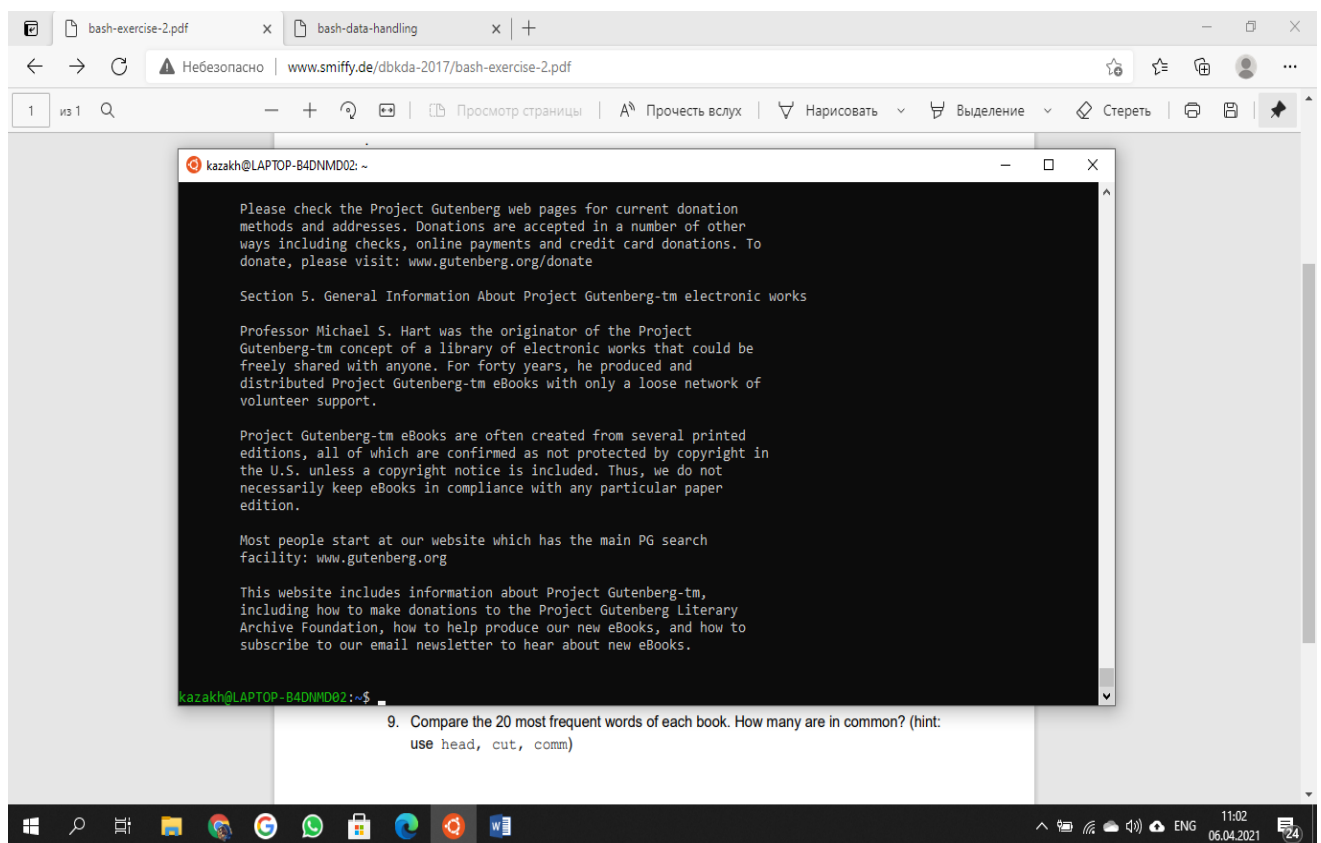 bash-exercise-2.pdf
bash-data-handling
Небезопасно
www.smiffy.de/dbkda-2017/bash-exercise-2.pdf
1 из 1
Просмотр страницы
Прочесть вслух
Нарисовать
Выделение
Стереть
kazakh@LAPTOP-B4DNMD02: ~
Please check the Project Gutenberg web pages for current donation
methods and addresses. Donations are accepted in a number of other
ways including checks, online payments and credit card donations. To
donate, please visit: www.gutenberg.org/donate
Section 5. General Information About Project Gutenberg-tm electronic works
Professor Michael S. Hart was the originator of the Project
Gutenberg-tm concept of a library of electronic works that could be
freely shared with anyone. For forty years, he produced and
distributed Project Gutenberg-tm eBooks with only a loose network of
volunteer support.
Project Gutenberg-tm eBooks are often created from several printed
editions, all of which are confirmed as not protected by copyright in
the U.S. unless a copyright notice is included. Thus, we do not
necessarily keep eBooks in compliance with any particular paper
edition.
Most people start at our website which has the main PG search
facility: www.gutenberg.org
This website includes information about Project Gutenberg-tm,
including how to make donations to the Project Gutenberg Literary
Archive Foundation, how to help produce our new eBooks, and how to
subscribe to our email newsletter to hear about new eBooks.
kazakh@LAPTOP-B4DNMD02:~$
9. Compare the 20 most frequent words of each book. How many are in common? (hint:
use head, cut, comm)
ENG
11:02
06.04.2021
24